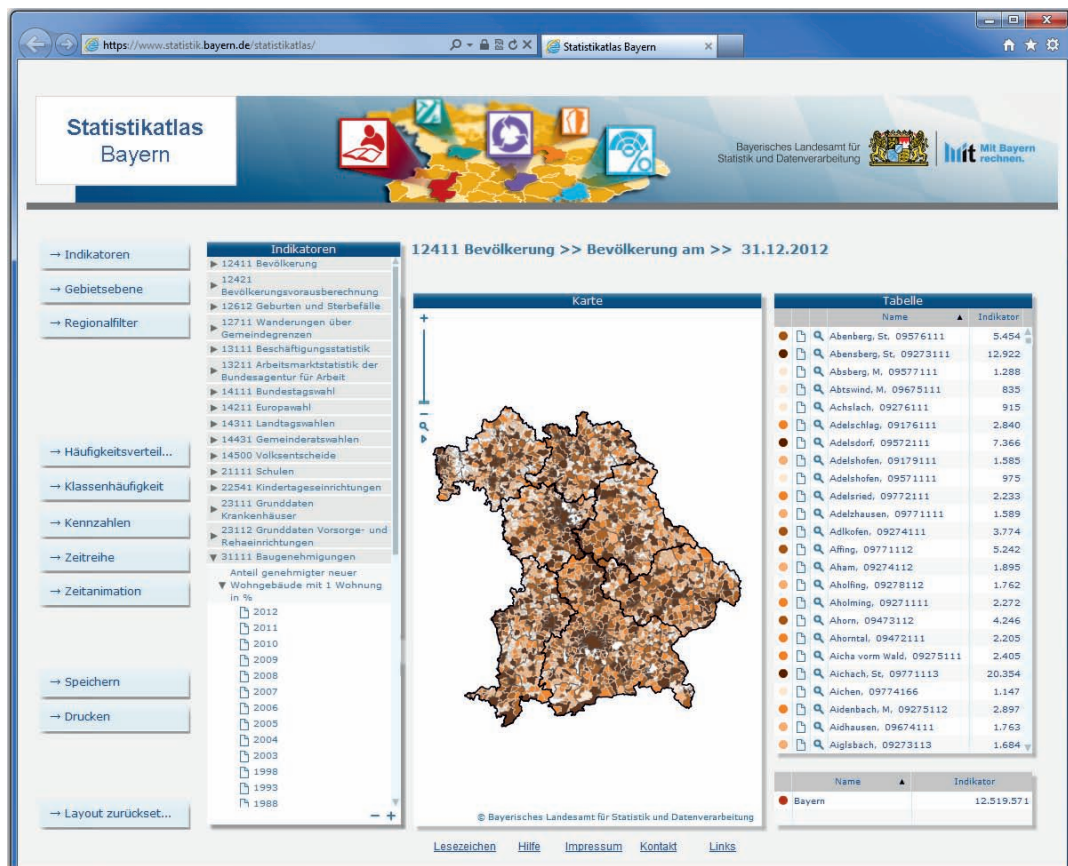 https://www.statistik.bayern.de/statistikatlas/
Statistikatlas Bayern
Statistikatlas
Bayern
Bayerisches Landesamt für
Statistik und Datenverarbeitung
Mit Bayern
rechnen.
→ Indikatoren
→ Gebietsebene
→ Regionalfilter
→ Häufigkeitsverteil...
→ Klassenhäufigkeit
→ Kennzahlen
→ Zeitreihe
→ Zeitanimation
→ Speichern
→ Drucken
→ Layout zurückset...
Indikatoren
12411 Bevölkerung
12421
Bevölkerungsvorausberechnung
12612 Geburten und Sterbefälle
12711 Wanderungen über
Gemeindegrenzen
13111 Beschäftigungsstatistik
13211 Arbeitsmarktstatistik der
Bundesagentur für Arbeit
14111 Bundestagswahl
14211 Europawahl
14311 Landtagswahlen
14431 Gemeinderatswahlen
14500 Volksentscheide
21111 Schulen
22541 Kindertageseinrichtungen
23111 Grunddaten
Krankenhäuser
23112 Grunddaten Vorsorge- und
Rehaeinrichtungen
31111 Baugenehmigungen
Anteil genehmigter neuer
Wohngebäude mit 1 Wohnung
in %
2012
2011
2010
2009
2008
2007
2006
2005
2004
2003
1998
1993
1988
12411 Bevölkerung >> Bevölkerung am >> 31.12.2012
Karte
© Bayerisches Landesamt für Statistik und Datenverarbeitung
Tabelle
Name Indikator
Abenberg, St, 09576111 5.454
Abensberg, St, 09273111 12.922
Absberg, M, 09577111 1.288
Abtswind, M, 09675111 835
Achslach, 09276111 915
Adelschlag, 09176111 2.840
Adelsdorf, 09572111 7.366
Adelshofen, 09179111 1.585
Adelshofen, 09571111 975
Adelsried, 09772111 2.233
Adelzhausen, 09771111 1.589
Adlkofen, 09274111 3.774
Affing, 09771112 5.242
Aham, 09274112 1.895
Aholfing, 09278112 1.762
Aholming, 09271111 2.272
Ahorn, 09473112 4.246
Ahorntal, 09472111 2.205
Aicha vorm Wald, 09275111 2.405
Aichach, St, 09771113 20.354
Aichen, 09774166 1.147
Aidenbach, M, 09275112 2.897
Aidhausen, 09674111 1.763
Aiglsbach, 09273113 1.684
Name Indikator
Bayern 12.519.571
Lesezeichen Hilfe Impressum Kontakt Links